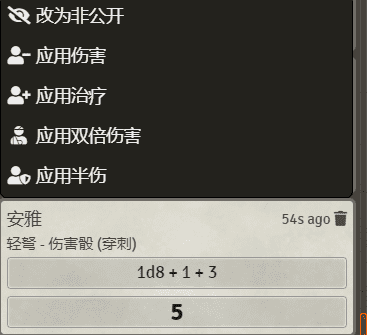 改为非公开
应用伤害
应用治疗
应用双倍伤害
应用半伤
安雅 54s ago
轻弩 - 伤害骰 (穿刺)
1d8 + 1 + 3
5